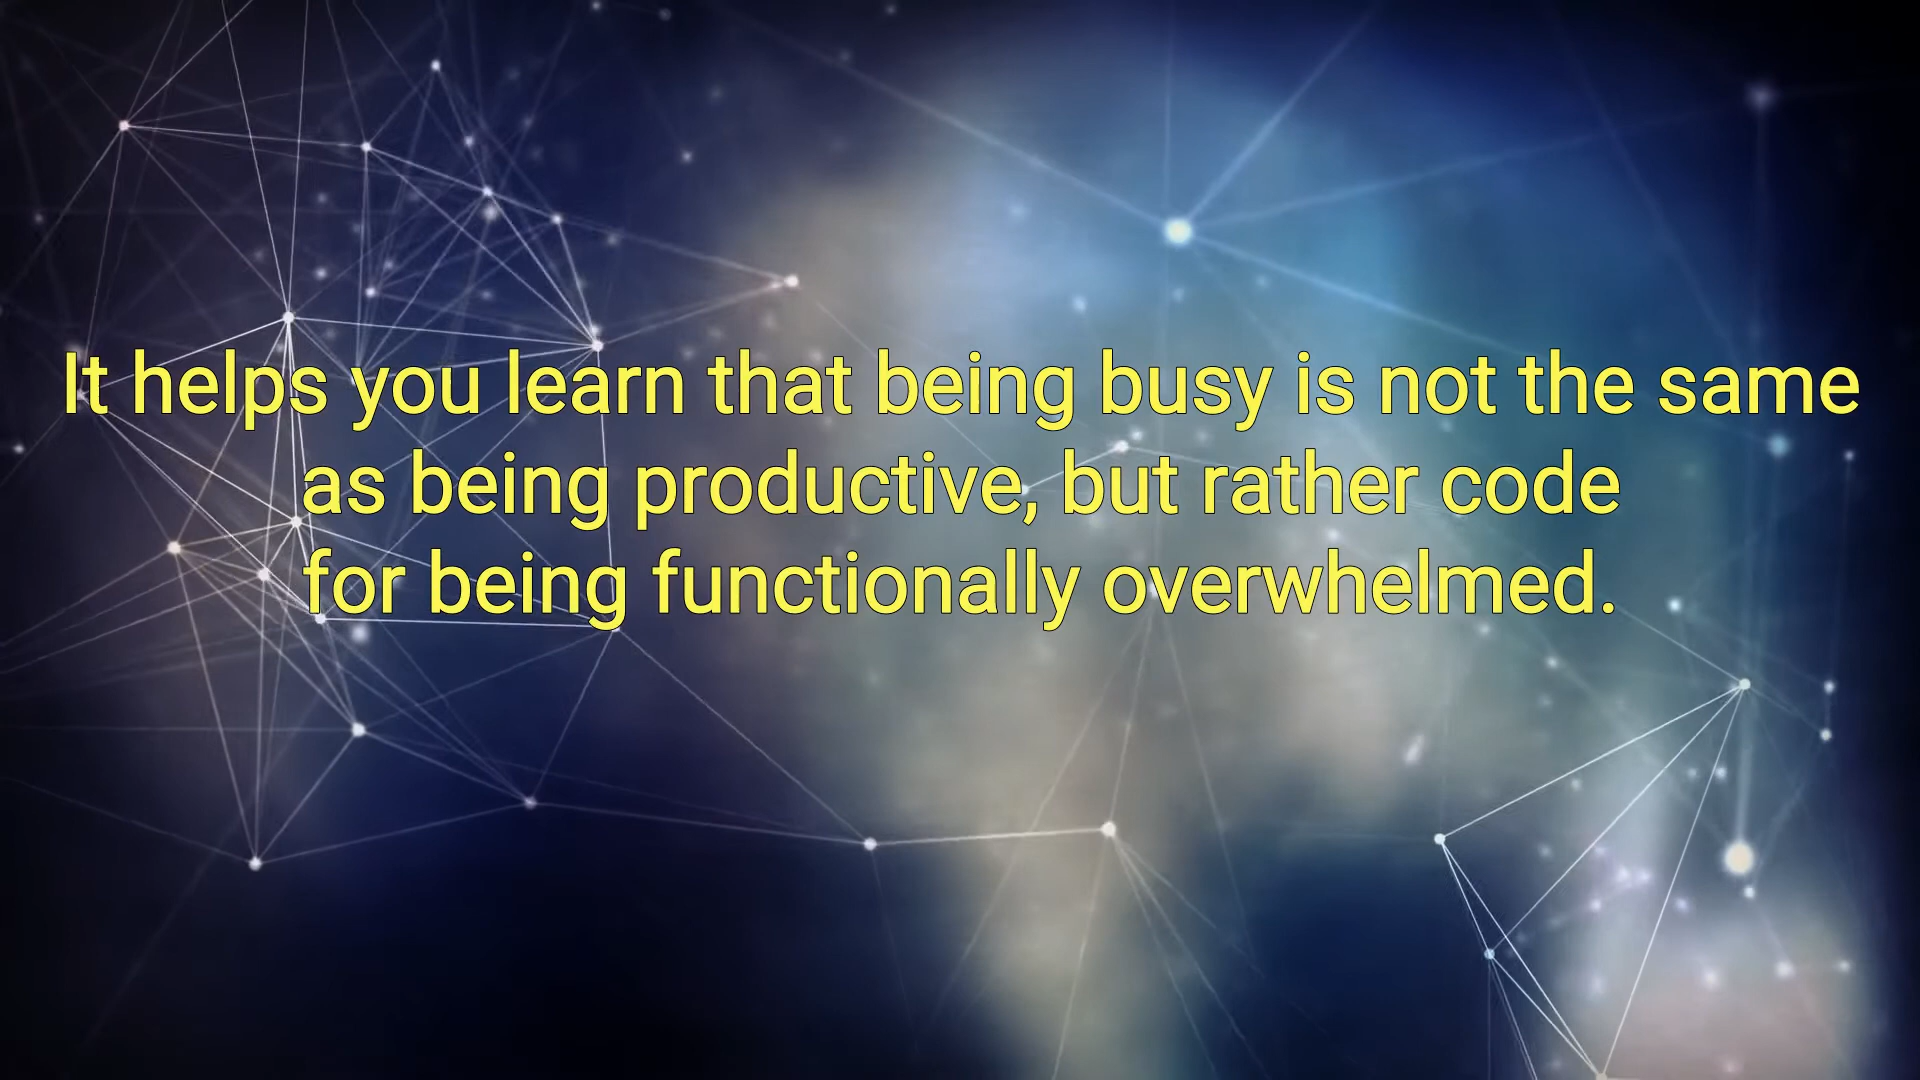 It helps you learn that being busy is not the same
as being productive, but rather code
for being functionally overwhelmed.